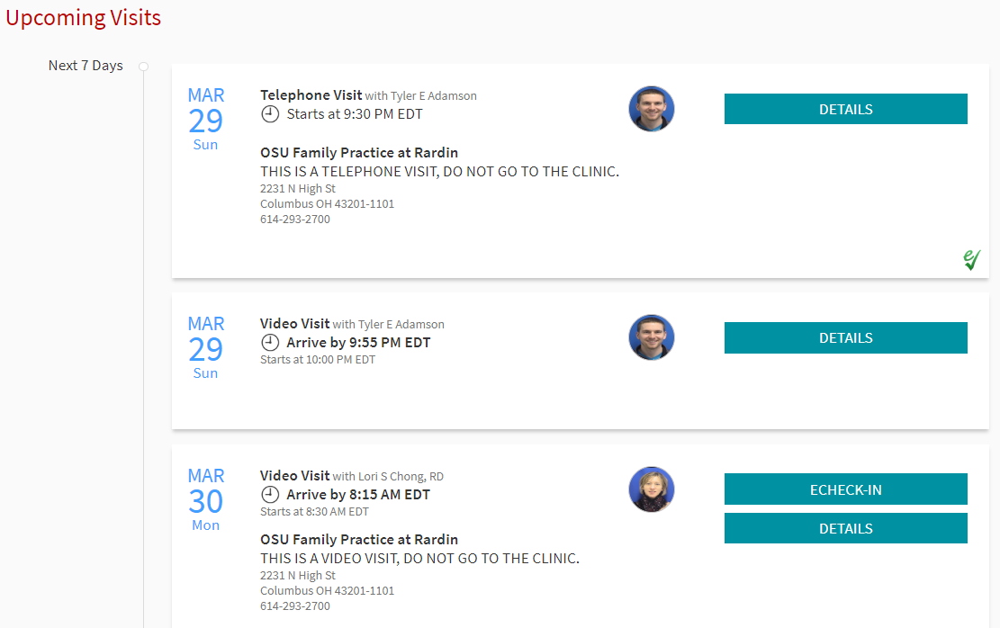 Upcoming Visits
Next 7 Days
MAR
29
Sun
Telephone Visit with Tyler E Adamson
Starts at 9:30 PM EDT
OSU Family Practice at Rardin
THIS IS A TELEPHONE VISIT, DO NOT GO TO THE CLINIC.
2231 N High St
Columbus OH 43201-1101
614-293-2700
DETAILS
e
MAR
29
Sun
Video Visit with Tyler E Adamson
Arrive by 9:55 PM EDT
Starts at 10:00 PM EDT
DETAILS
MAR
30
Mon
Video Visit with Lori S Chong, RD
Arrive by 8:15 AM EDT
Starts at 8:30 AM EDT
OSU Family Practice at Rardin
THIS IS A VIDEO VISIT, DO NOT GO TO THE CLINIC.
2231 N High St
Columbus OH 43201-1101
614-293-2700
ECHECK-IN
DETAILS